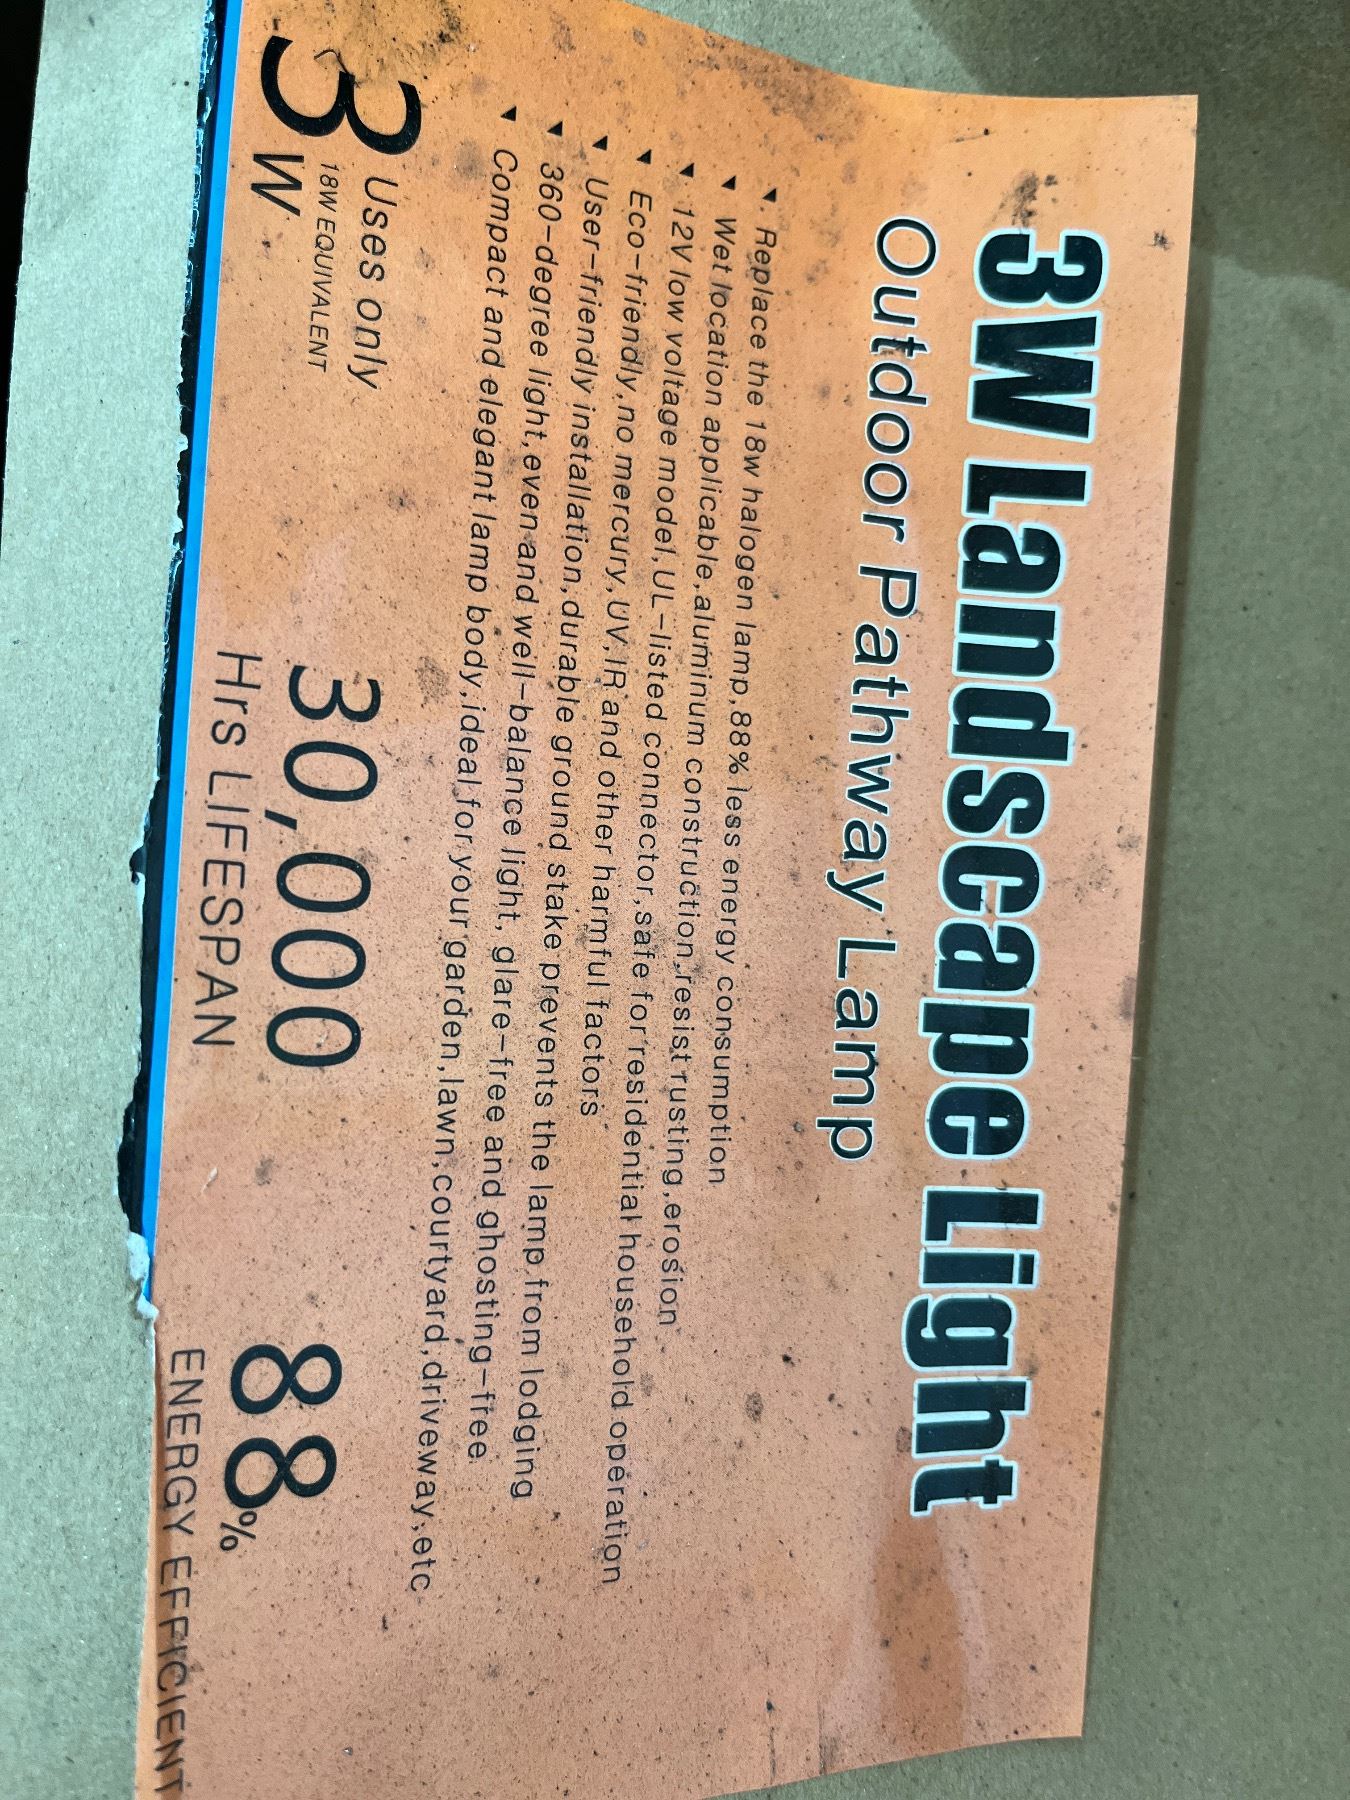 3W Landscape Light
Outdoor Pathway Lamp
Replace the 18w halogen lamp,88% less energy consumption
Wet location applicable,aluminum construction,resist rusting,erosion
12V low voltage model,UL-listed connector,safe for residential household operation
Eco-friendly,no mercury,UV,IR and other harmful factors
User-friendly installation,durable ground stake prevents the lamp from lodging
360-degree light,even and well-balance light, glare-free and ghosting-free
Compact and elegant lamp body,ideal for your garden,lawn,courtyard,driveway,etc
3 Uses only
18W EQUIVALENT
3 W
30,000
Hrs LIFESPAN
88%
ENERGY EFFICIENT